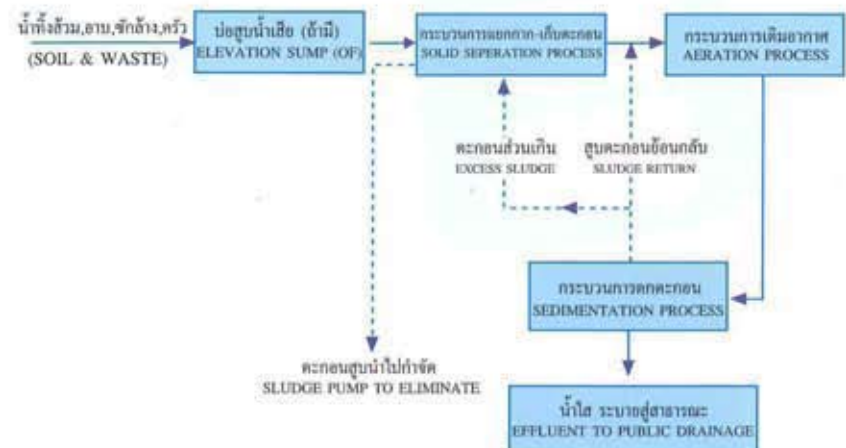 น้ำทิ้งส้วม,อาบ,ซักล้าง,ครัว
(SOIL & WASTE)
บ่อสูบน้ำเสีย (ถ้ามี)
ELEVATION SUMP (OF)
กระบวนการแยกกาก-เก็บตะกอน
SOLID SEPERATION PROCESS
กระบวนการเติมอากาศ
AERATION PROCESS
ตะกอนส่วนเกิน
EXCESS SLUDGE
สูบตะกอนย้อนกลับ
SLUDGE RETURN
กระบวนการตกตะกอน
SEDIMENTATION PROCESS
ตะกอนสูบนำไปกำจัด
SLUDGE PUMP TO ELIMINATE
น้ำใส ระบายสู่สาธารณะ
EFFLUENT TO PUBLIC DRAINAGE